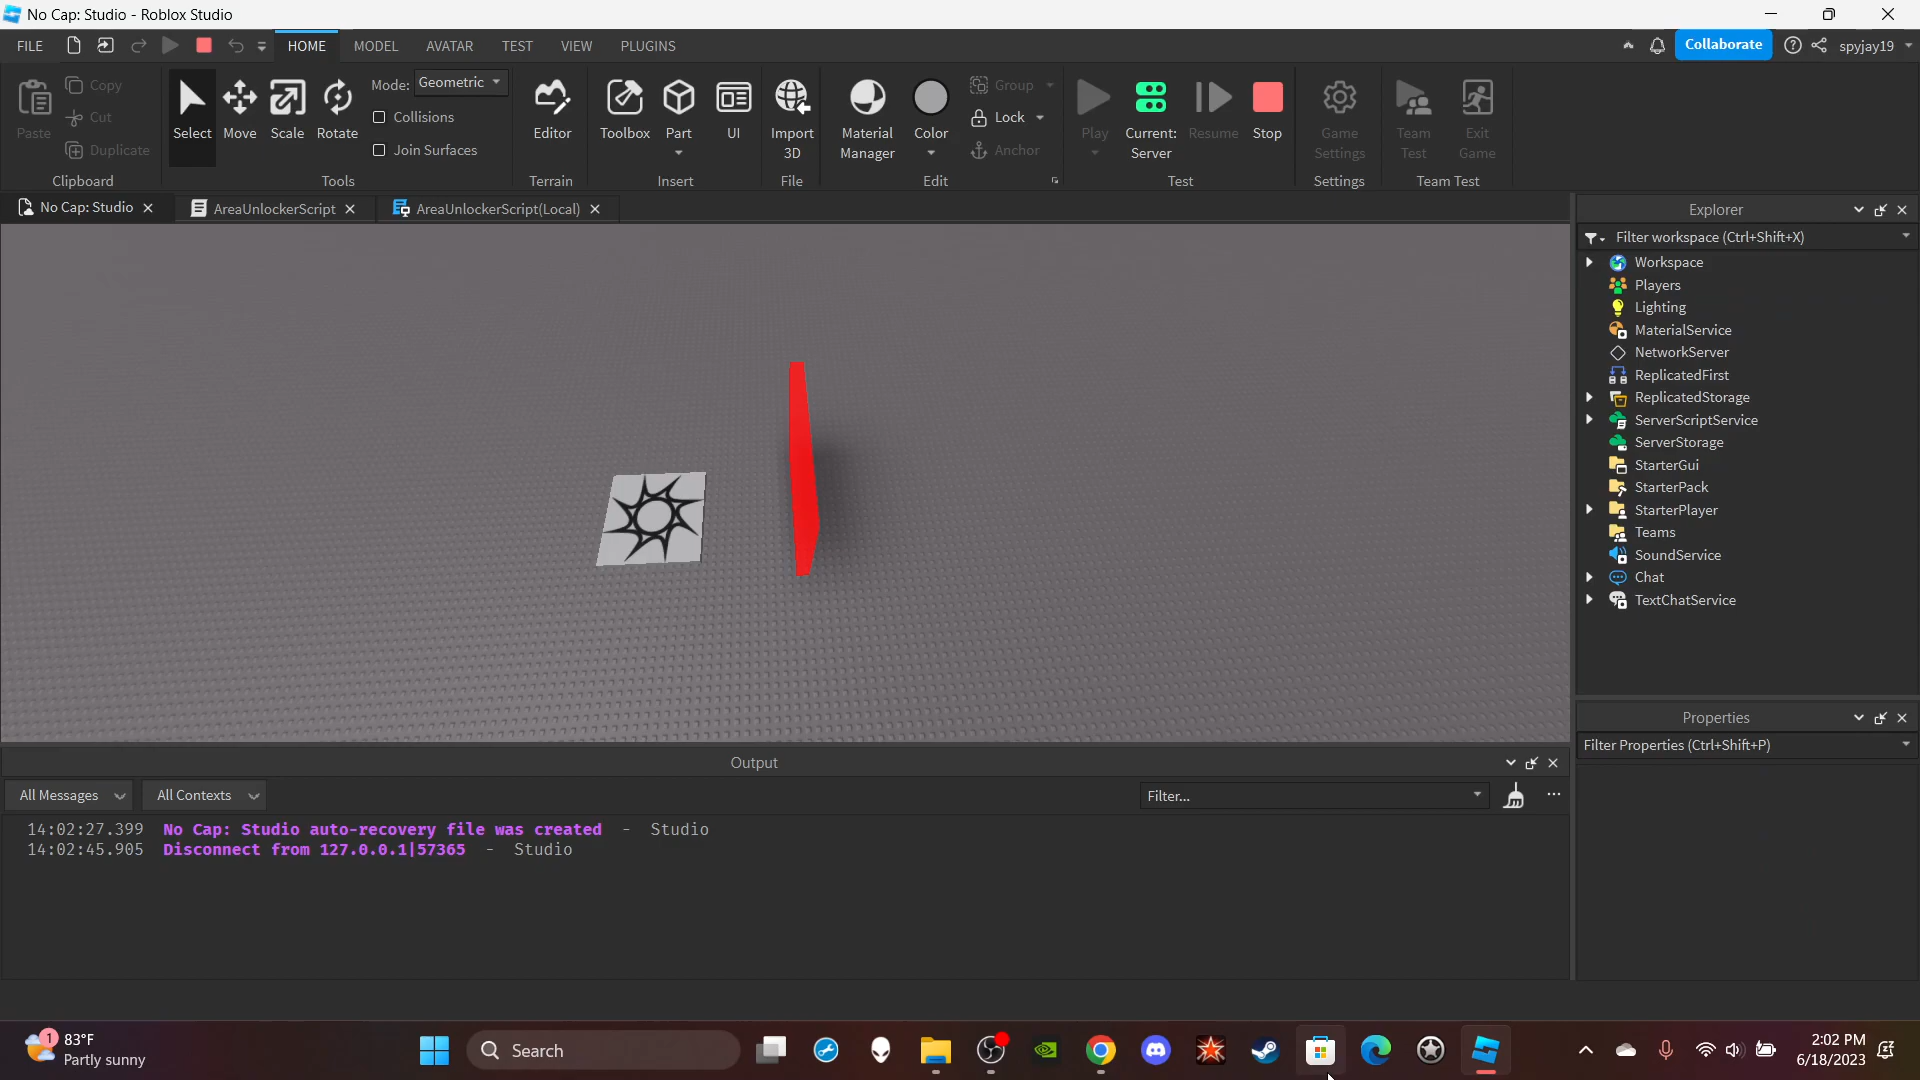 No Cap: Studio - Roblox Studio
FILE HOME MODEL AVATAR TEST VIEW PLUGINS Collaborate spyjay19
Paste Copy Cut Duplicate
Clipboard
Select Move Scale Rotate Mode: Geometric
Collisions
Join Surfaces
Tools
Editor
Terrain
Toolbox Part UI
Insert
Import 3D
File
Material Manager Color Group
Lock
Anchor
Edit
Play Current: Server Resume Stop
Test
Game Settings
Settings
Team Test Exit Game
Team Test
No Cap: Studio AreaUnlockerScript AreaUnlockerScript(Local)
Explorer
Filter workspace (Ctrl+Shift+X)
Workspace
Players
Lighting
MaterialService
NetworkServer
ReplicatedFirst
ReplicatedStorage
ServerScriptService
ServerStorage
StarterGui
StarterPack
StarterPlayer
Teams
SoundService
Chat
TextChatService
Properties
Filter Properties (Ctrl+Shift+P)
Output
All Messages All Contexts Filter...
14:02:27.399 No Cap: Studio auto-recovery file was created - Studio
14:02:45.905 Disconnect from 127.0.0.1|57365 - Studio
1 83°F
Partly sunny
Search
2:02 PM
6/18/2023